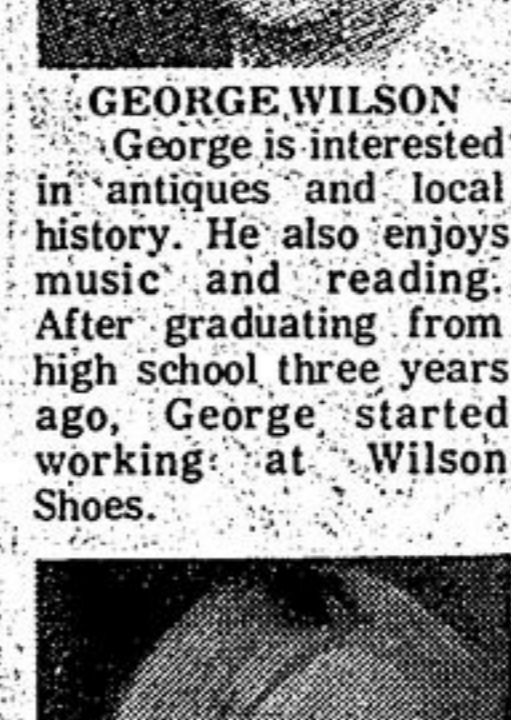 GEORGE WILSON
George is interested
in antiques and local
history. He also enjoys
music and reading.
After graduating from
high school three years
ago, George started
working at Wilson
Shoes.